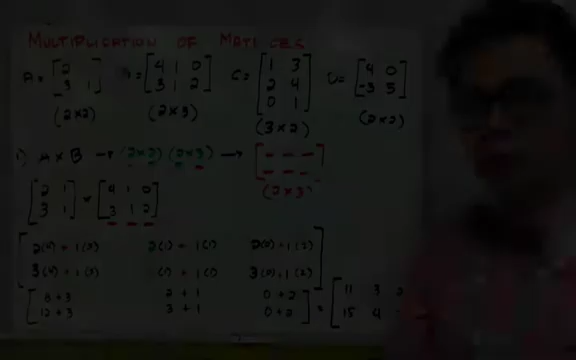 MULTIPLICATION OF MATICES
A = [2 / 3 1] = [4 1 0 / 3 1 2] C = [1 3 / 2 4 / 0 1] D = [4 0 / -3 5]
(2×2) (2×3) (3×2) (2×2)
1) A × B → (2×2) (2×3) → [--- / ---]
(2×3)
[2 1 / 3 1] × [4 1 0 / 3 1 2]
2(4) + 1(3) 2(1) + 1(1) 2(0) + 1(2)
3(4) + 1(3) (1) + 1(1) 3(0) + 1(2)
8 + 3 2 + 1 0 + 2 = [11 3
12 + 3 3 + 1 0 + 2 15 4